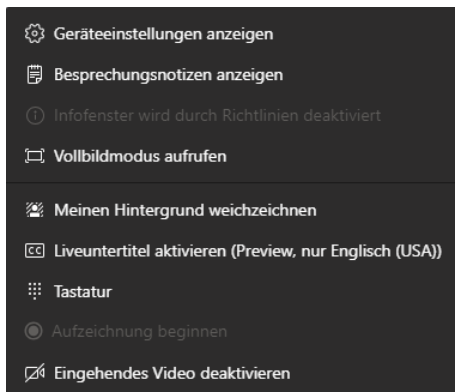 Geräteeinstellungen anzeigen
Besprechungsnotizen anzeigen
Infofenster wird durch Richtlinien deaktiviert
Vollbildmodus aufrufen
Meinen Hintergrund weichzeichnen
CC Liveuntertitel aktivieren (Preview, nur Englisch (USA))
Tastatur
Aufzeichnung beginnen
Eingehendes Video deaktivieren